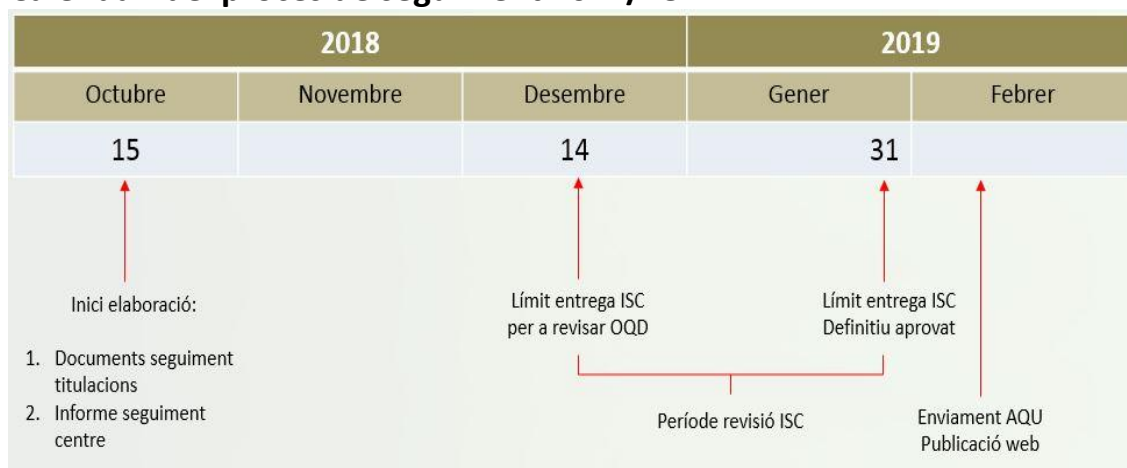 2018 2019
Octubre Novembre Desembre Gener Febrer
15 14 31
Inici elaboració:
1. Documents seguiment
titulacions
2. Informe seguiment
centre
Límit entrega ISC
per a revisar OQD
Límit entrega ISC
Definitiu aprovat
Període revisió ISC
Enviament AQU
Publicació web